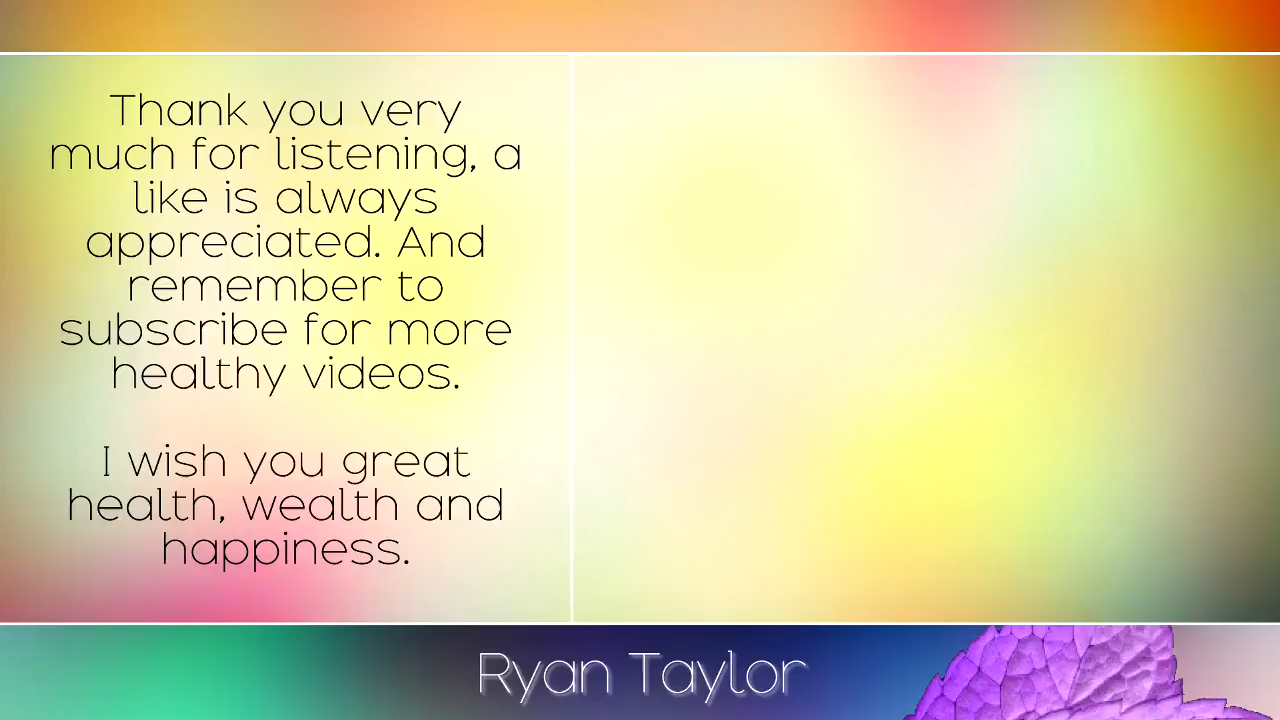 Thank you very
much for listening, a
like is always
appreciated. And
remember to
subscribe for more
healthy videos.
I wish you great
health, wealth and
happiness.
Ryan Taylor